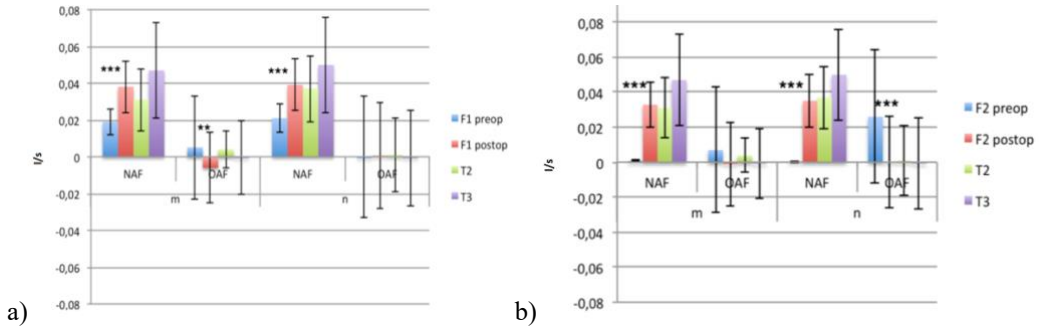 a)
0,08
0,06
0,04
0,02
0
-0,02
-0,04
-0,06
-0,08
l/s
*** ** ***
NAF OAF NAF OAF
m n
F1 preop
F1 postop
T2
T3
b)
0,08
0,06
0,04
0,02
0
-0,02
-0,04
-0,06
-0,08
l/s
*** *** ***
NAF OAF NAF OAF
m n
F2 preop
F2 postop
T2
T3